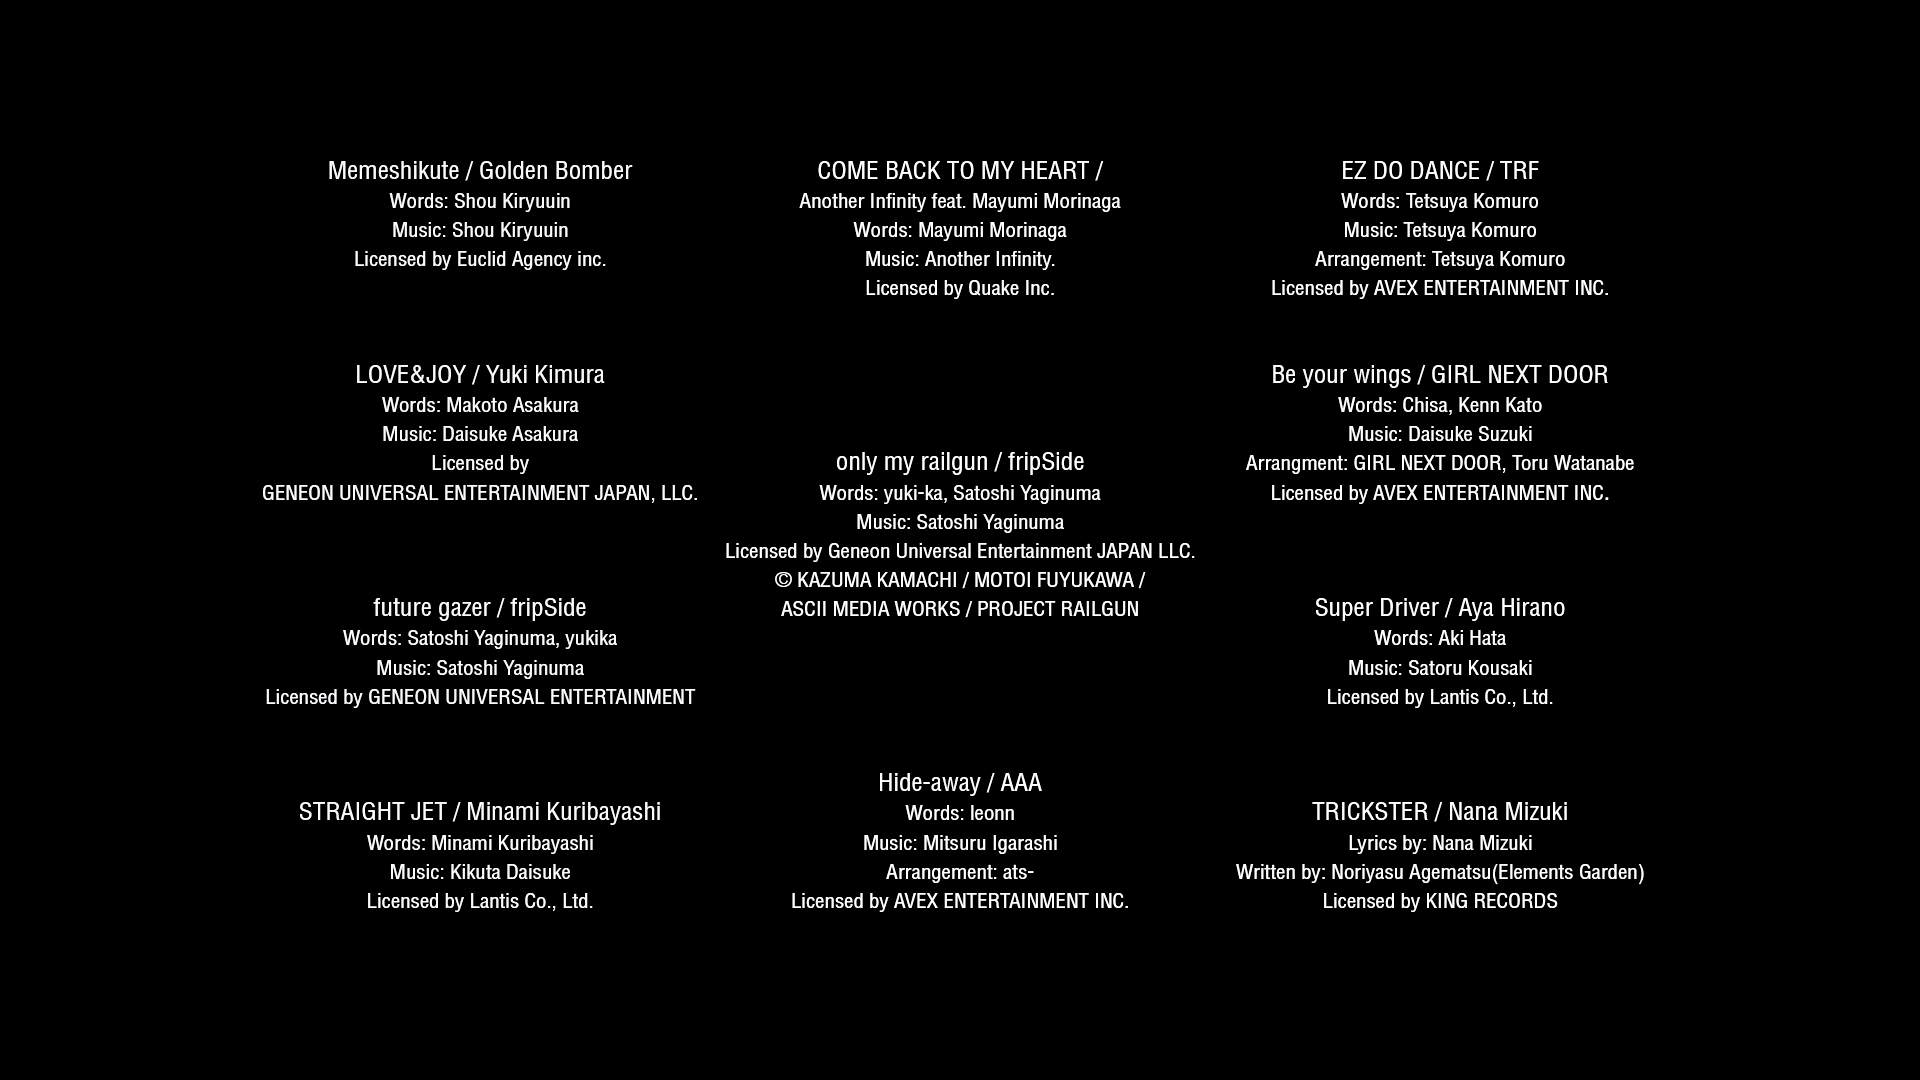 Memeshikute / Golden Bomber
Words: Shou Kiryuuin
Music: Shou Kiryuuin
Licensed by Euclid Agency inc.
COME BACK TO MY HEART /
Another Infinity feat. Mayumi Morinaga
Words: Mayumi Morinaga
Music: Another Infinity.
Licensed by Quake Inc.
EZ DO DANCE / TRF
Words: Tetsuya Komuro
Music: Tetsuya Komuro
Arrangement: Tetsuya Komuro
Licensed by AVEX ENTERTAINMENT INC.
LOVE&JOY / Yuki Kimura
Words: Makoto Asakura
Music: Daisuke Asakura
Licensed by
GENEON UNIVERSAL ENTERTAINMENT JAPAN, LLC.
only my railgun / fripSide
Words: yuki-ka, Satoshi Yaginuma
Music: Satoshi Yaginuma
Licensed by Geneon Universal Entertainment JAPAN LLC.
© KAZUMA KAMACHI / MOTOI FUYUKAWA /
ASCII MEDIA WORKS / PROJECT RAILGUN
Be your wings / GIRL NEXT DOOR
Words: Chisa, Kenn Kato
Music: Daisuke Suzuki
Arrangment: GIRL NEXT DOOR, Toru Watanabe
Licensed by AVEX ENTERTAINMENT INC.
future gazer / fripSide
Words: Satoshi Yaginuma, yukika
Music: Satoshi Yaginuma
Licensed by GENEON UNIVERSAL ENTERTAINMENT
Super Driver / Aya Hirano
Words: Aki Hata
Music: Satoru Kousaki
Licensed by Lantis Co., Ltd.
STRAIGHT JET / Minami Kuribayashi
Words: Minami Kuribayashi
Music: Kikuta Daisuke
Licensed by Lantis Co., Ltd.
Hide-away / AAA
Words: leonn
Music: Mitsuru Igarashi
Arrangement: ats-
Licensed by AVEX ENTERTAINMENT INC.
TRICKSTER / Nana Mizuki
Lyrics by: Nana Mizuki
Written by: Noriyasu Agematsu(Elements Garden)
Licensed by KING RECORDS